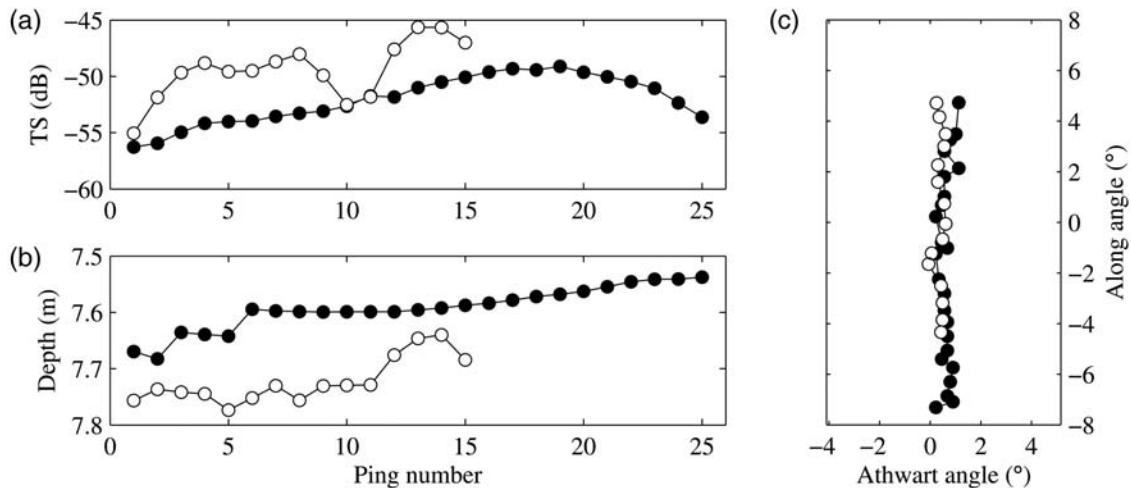 (a)
−45
−50
−55
−60
TS (dB)
0 5 10 15 20 25
(b)
7.5
7.6
7.7
7.8
Depth (m)
0 5 10 15 20 25
Ping number
(c)
8
6
4
2
0
−2
−4
−6
−8
Along angle (°)
−4 −2 0 2 4
Athwart angle (°)